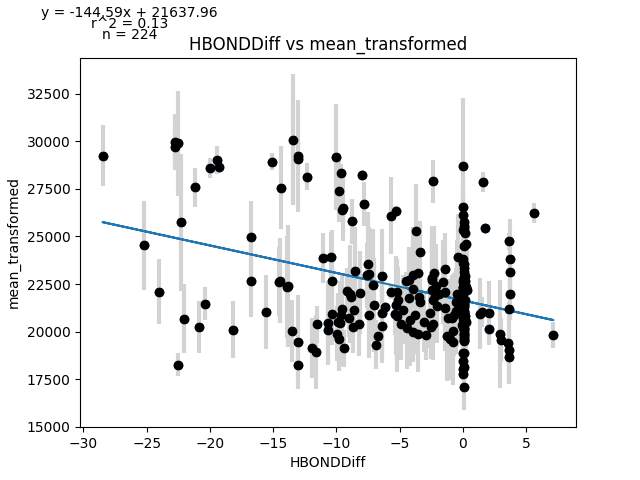 y = -144.59x + 21637.96
r^2 = 0.13
n = 224
HBONDDiff vs mean_transformed
32500
30000
27500
25000
22500
20000
17500
15000
mean_transformed
−30
−25
−20
−15
−10
−5
0
5
HBONDDiff